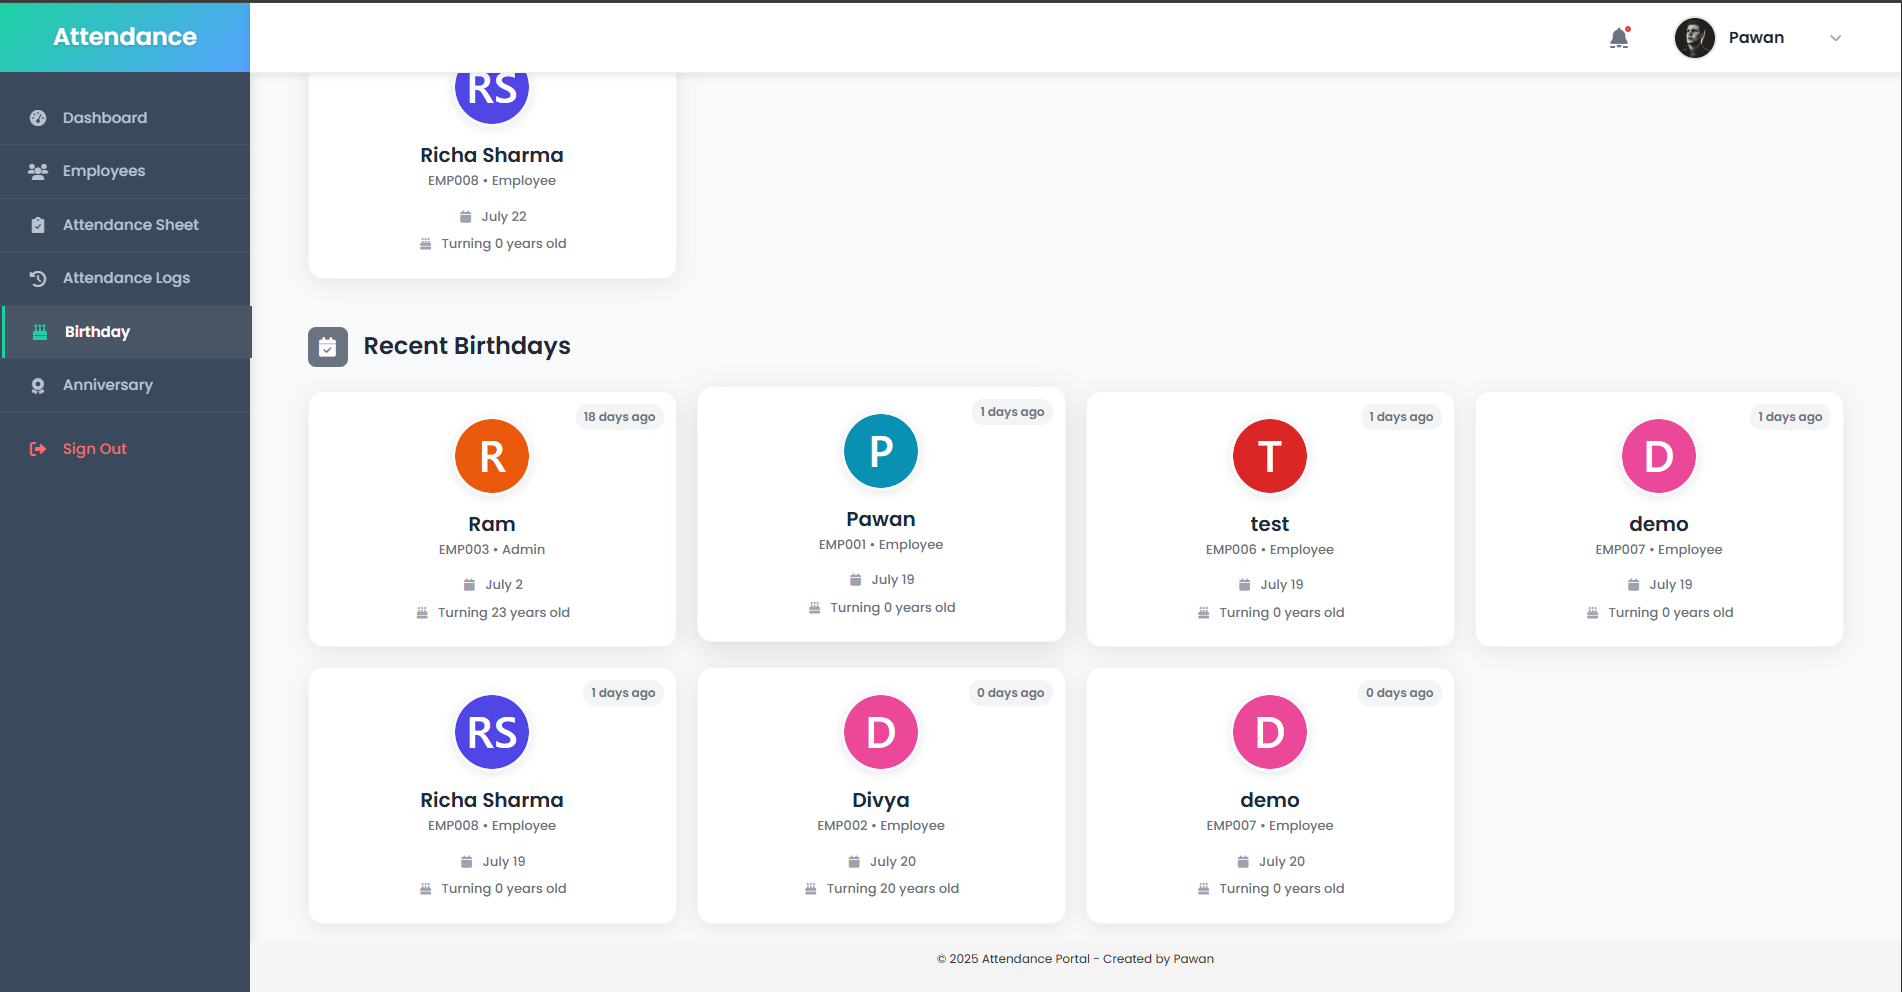 Attendance
Pawan
Dashboard
Employees
Attendance Sheet
Attendance Logs
Birthday
Anniversary
Sign Out
RS
Richa Sharma
EMP008 • Employee
July 22
Turning 0 years old
Recent Birthdays
18 days ago
R
Ram
EMP003 • Admin
July 2
Turning 23 years old
1 days ago
P
Pawan
EMP001 • Employee
July 19
Turning 0 years old
1 days ago
T
test
EMP006 • Employee
July 19
Turning 0 years old
1 days ago
D
demo
EMP007 • Employee
July 19
Turning 0 years old
1 days ago
RS
Richa Sharma
EMP008 • Employee
July 19
Turning 0 years old
0 days ago
D
Divya
EMP002 • Employee
July 20
Turning 20 years old
0 days ago
D
demo
EMP007 • Employee
July 20
Turning 0 years old
© 2025 Attendance Portal - Created by Pawan